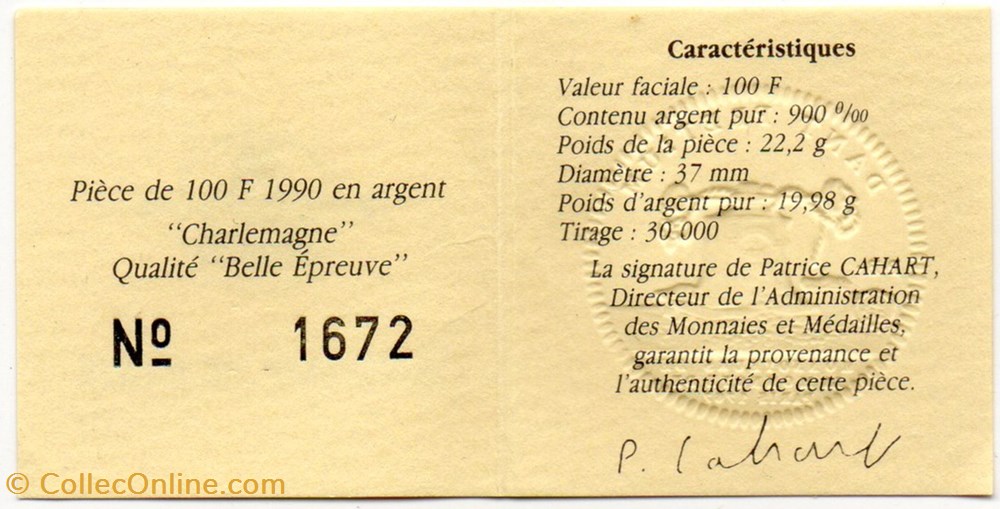 Pièce de 100 F 1990 en argent
“Charlemagne”
Qualité “Belle Épreuve”
Nº 1672
Caractéristiques
Valeur faciale : 100 F
Contenu argent pur : 900 ⁰/₀₀
Poids de la pièce : 22,2 g
Diamètre : 37 mm
Poids d'argent pur : 19,98 g
Tirage : 30 000
La signature de Patrice CAHART,
Directeur de l'Administration
des Monnaies et Médailles,
garantit la provenance et
l'authenticité de cette pièce.
P. Cahart
© CollecOnline.com